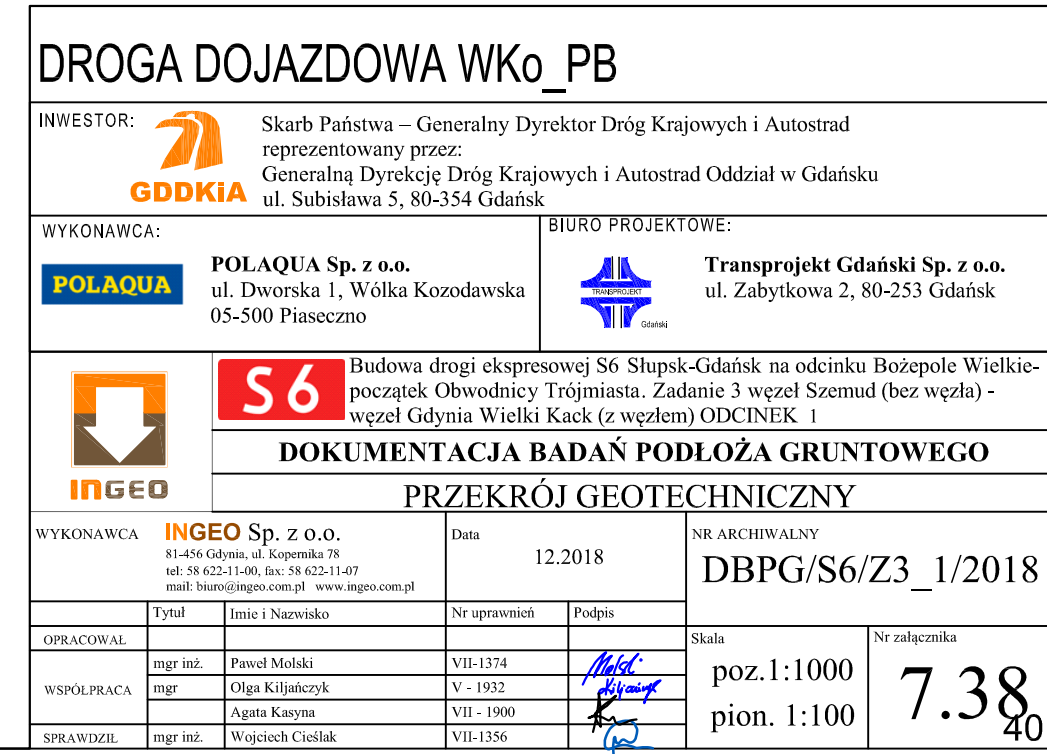 DROGA DOJAZDOWA WKo_PB
INWESTOR:
GDDKiA
Skarb Państwa – Generalny Dyrektor Dróg Krajowych i Autostrad
reprezentowany przez:
Generalną Dyrekcję Dróg Krajowych i Autostrad Oddział w Gdańsku
ul. Subisława 5, 80-354 Gdańsk
WYKONAWCA:
POLAQUA
POLAQUA Sp. z o.o.
ul. Dworska 1, Wólka Kozodawska
05-500 Piaseczno
BIURO PROJEKTOWE:
TRANSPROJEKT
Gdański
Transprojekt Gdański Sp. z o.o.
ul. Zabytkowa 2, 80-253 Gdańsk
INGEO
S6
Budowa drogi ekspresowej S6 Słupsk-Gdańsk na odcinku Bożepole Wielkie-
początek Obwodnicy Trójmiasta. Zadanie 3 węzeł Szemud (bez węzła) -
węzeł Gdynia Wielki Kack (z węzłem) ODCINEK 1
DOKUMENTACJA BADAŃ PODŁOŻA GRUNTOWEGO
PRZEKRÓJ GEOTECHNICZNY
WYKONAWCA
INGEO Sp. z o.o.
81-456 Gdynia, ul. Kopernika 78
tel: 58 622-11-00, fax: 58 622-11-07
mail: biuro@ingeo.com.pl www.ingeo.com.pl
Data
12.2018
NR ARCHIWALNY
DBPG/S6/Z3_1/2018
Tytuł Imie i Nazwisko Nr uprawnień Podpis
OPRACOWAŁ
WSPÓŁPRACA
mgr inż. Paweł Molski VII-1374 Molski
mgr Olga Kiljańczyk V - 1932 Kiljańczyk
Agata Kasyna VII - 1900
SPRAWDZIŁ mgr inż. Wojciech Cieślak VII-1356
Skala
poz.1:1000
pion. 1:100
Nr załącznika
7.38
40